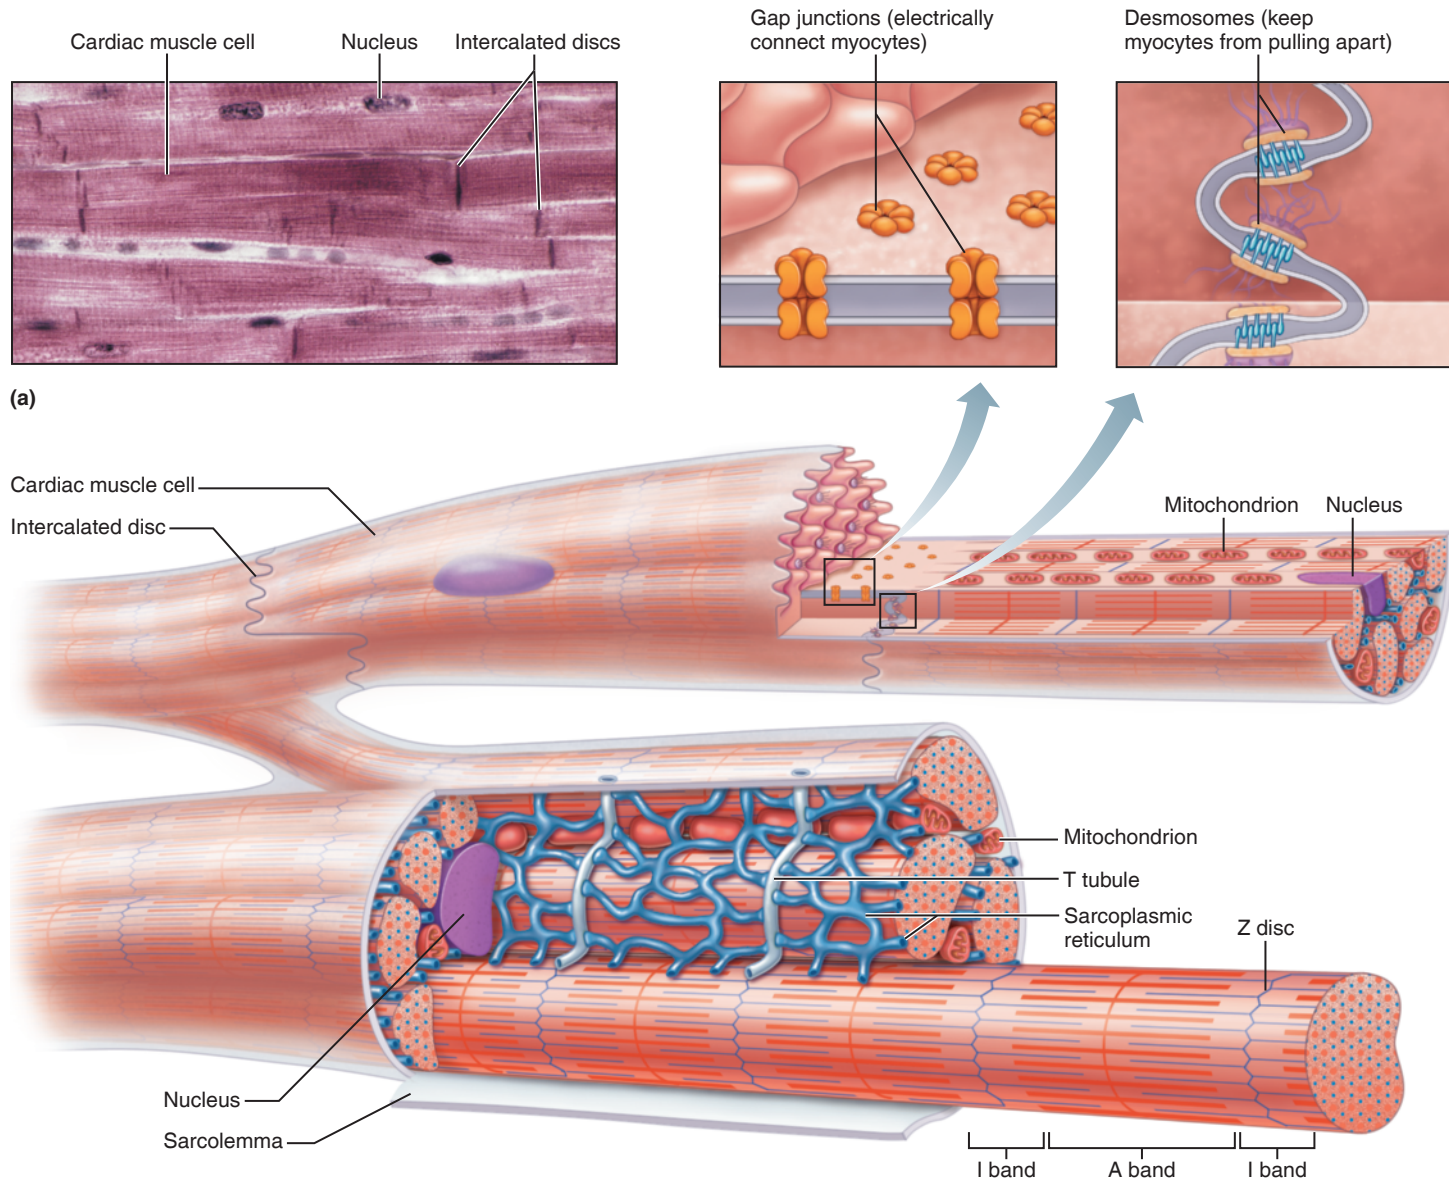 Cardiac muscle cell
Nucleus
Intercalated discs
Gap junctions (electrically
connect myocytes)
Desmosomes (keep
myocytes from pulling apart)
(a)
Cardiac muscle cell
Intercalated disc
Mitochondrion
Nucleus
Mitochondrion
T tubule
Sarcoplasmic
reticulum
Z disc
Nucleus
Sarcolemma
I band
A band
I band